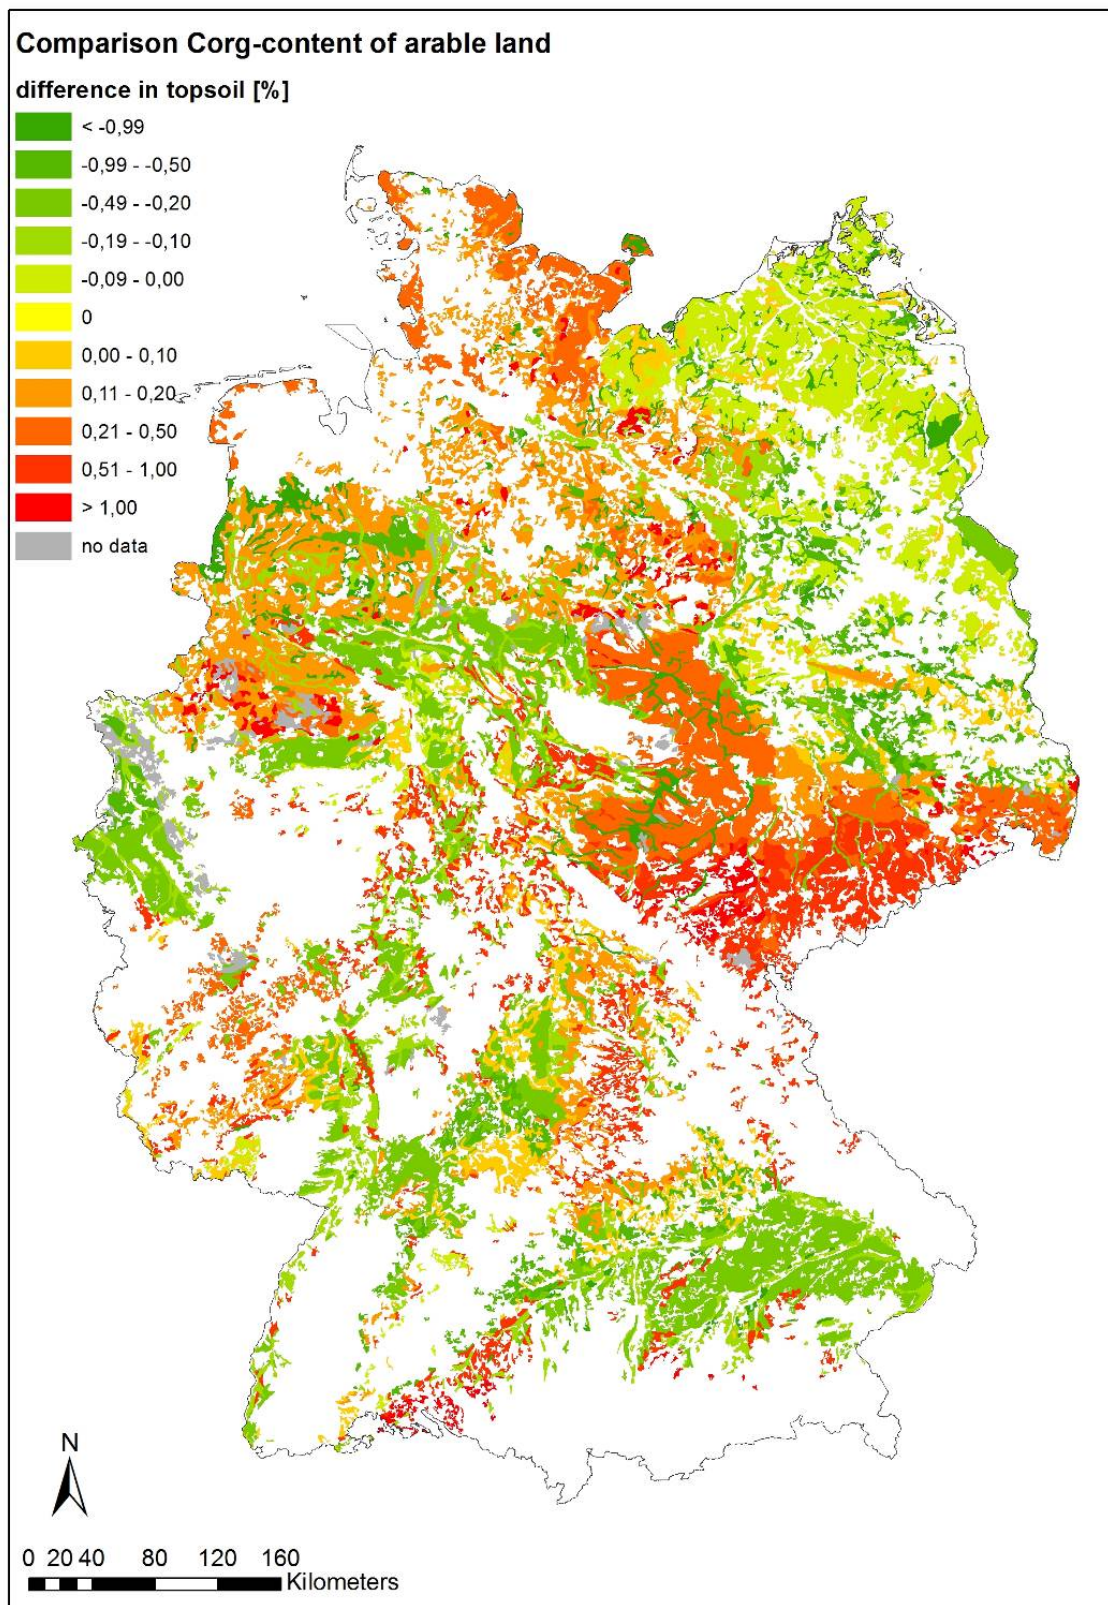 Comparison Corg-content of arable land
difference in topsoil [%]
< -0,99
-0,99 - -0,50
-0,49 - -0,20
-0,19 - -0,10
-0,09 - 0,00
0
0,00 - 0,10
0,11 - 0,20
0,21 - 0,50
0,51 - 1,00
> 1,00
no data
N
0 20 40 80 120 160
Kilometers